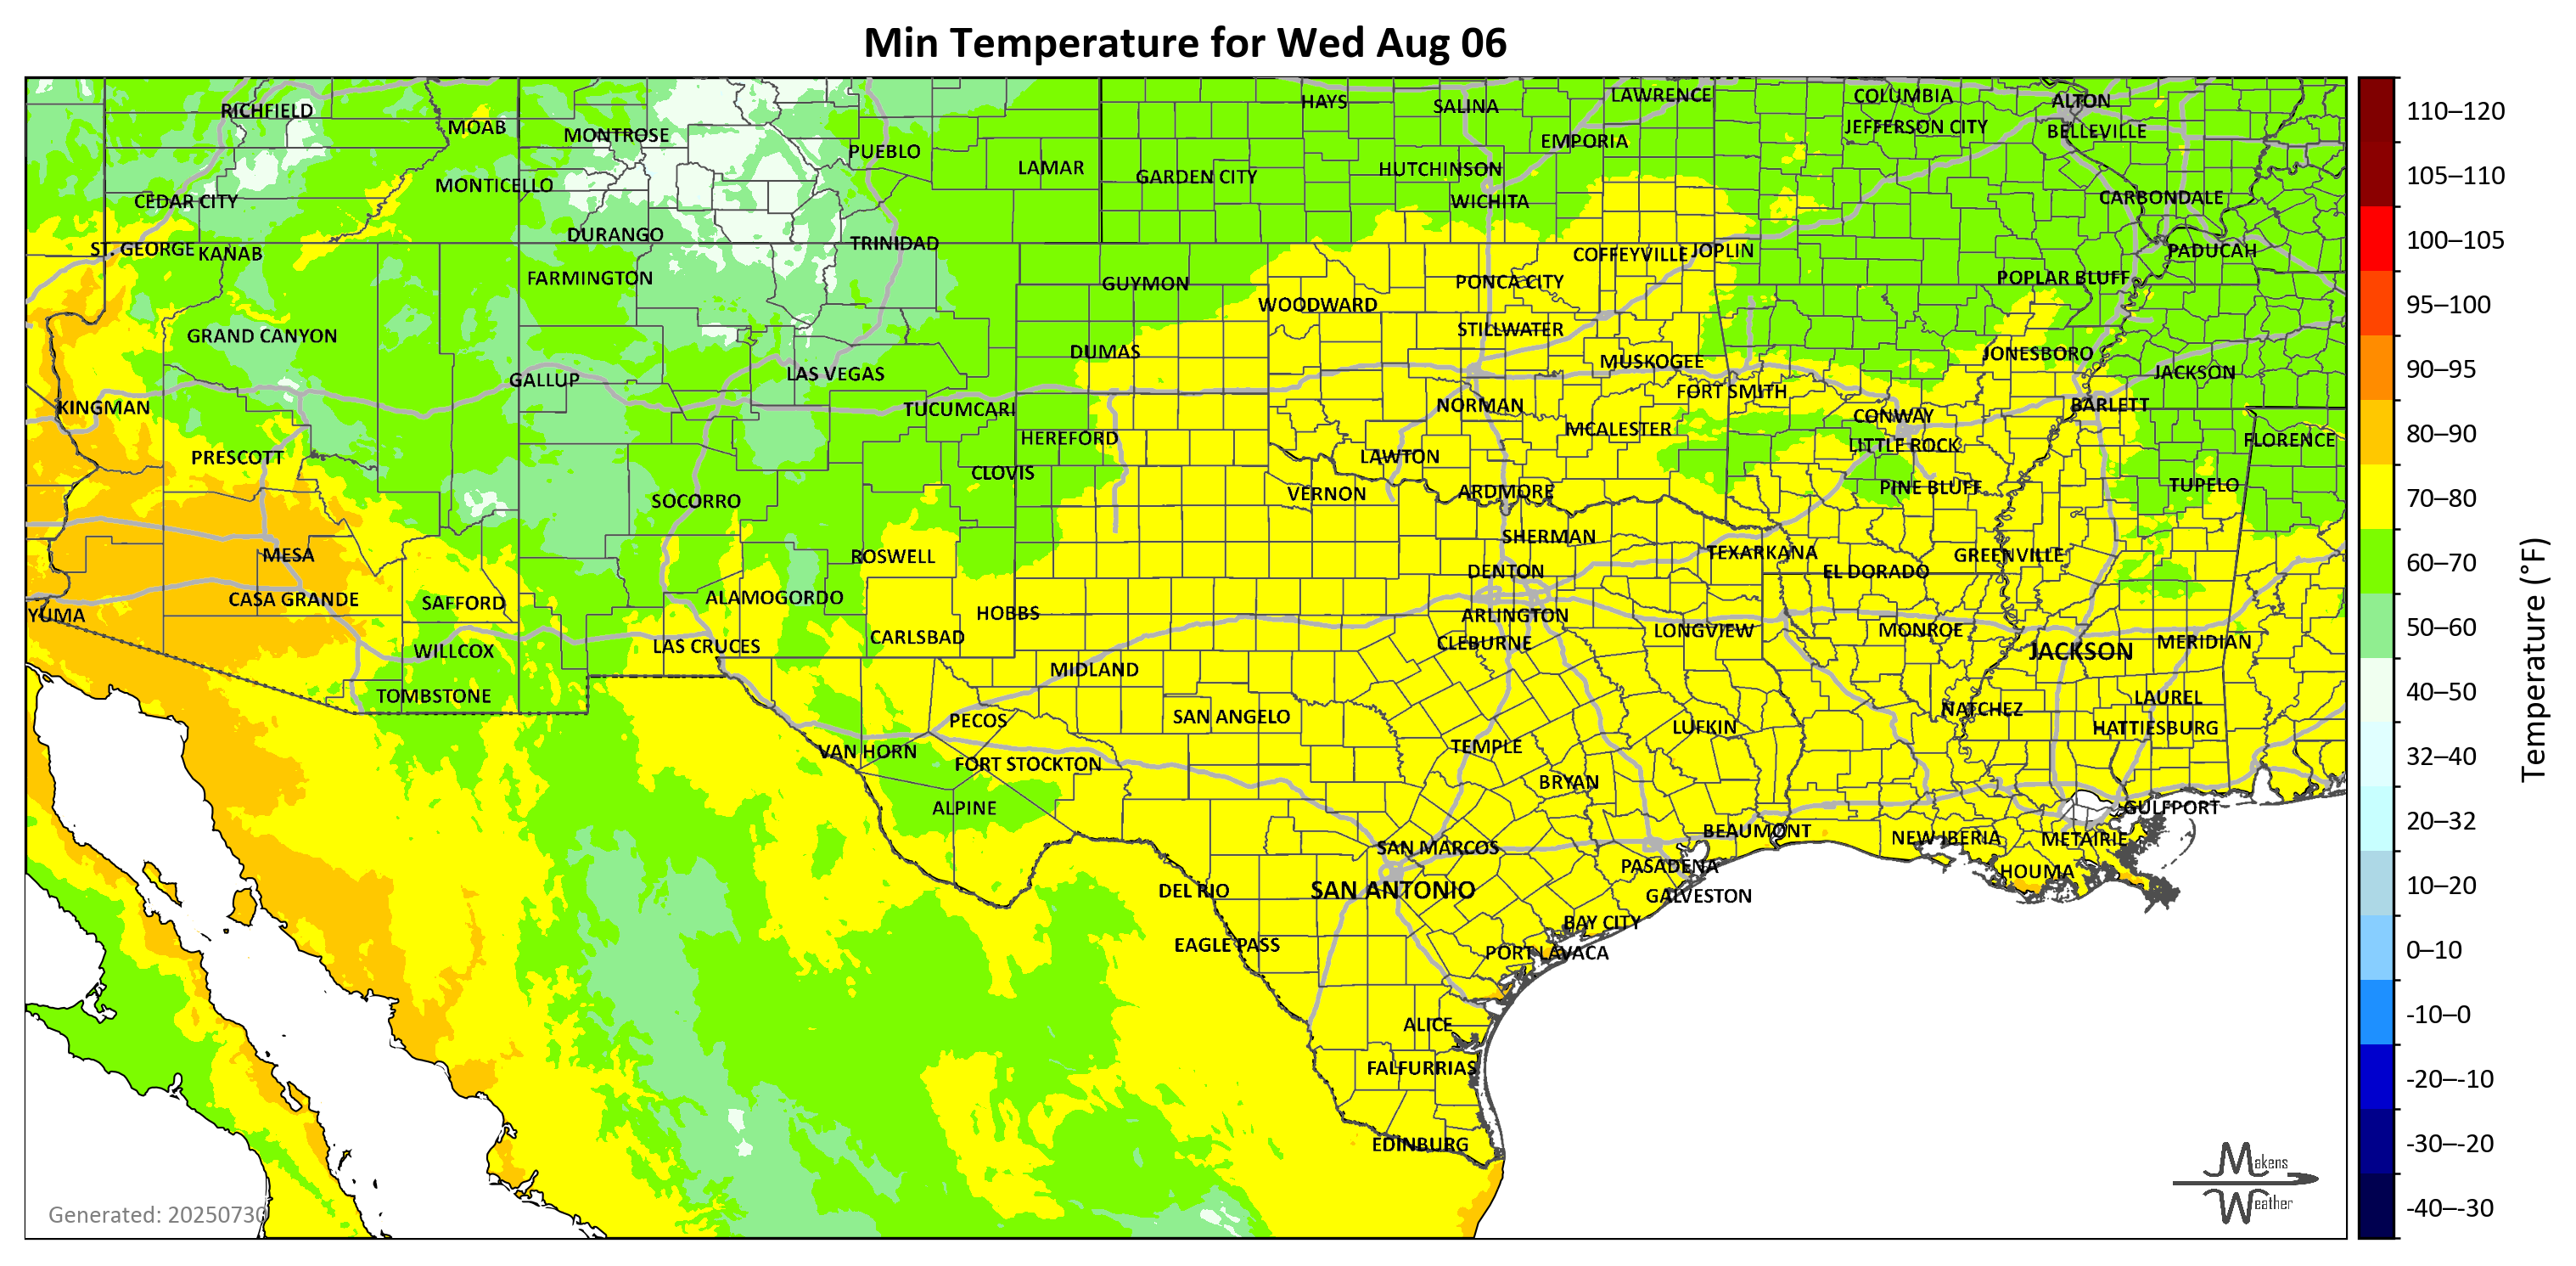 Min Temperature for Wed Aug 06
RICHFIELD
MOAB
MONTROSE
PUEBLO
LAMAR
HAYS
SALINA
LAWRENCE
COLUMBIA
ALTON
JEFFERSON CITY
BELLEVILLE
EMPORIA
HUTCHINSON
GARDEN CITY
MONTICELLO
CEDAR CITY
WICHITA
CARBONDALE
DURANGO
TRINIDAD
ST. GEORGE
KANAB
COFFEYVILLE
JOPLIN
PADUCAH
FARMINGTON
GUYMON
PONCA CITY
POPLAR BLUFF
WOODWARD
GRAND CANYON
STILLWATER
DUMAS
MUSKOGEE
JONESBORO
JACKSON
GALLUP
LAS VEGAS
FORT SMITH
KINGMAN
TUCUMCARI
NORMAN
CONWAY
BARLETT
HEREFORD
MCALESTER
LITTLE ROCK
FLORENCE
PRESCOTT
CLOVIS
LAWTON
SOCORRO
VERNON
ARDMORE
PINE BLUFF
TUPELO
MESA
ROSWELL
SHERMAN
TEXARKANA
GREENVILLE
DENTON
EL DORADO
CASA GRANDE
SAFFORD
ALAMOGORDO
HOBBS
ARLINGTON
YUMA
WILLCOX
LAS CRUCES
CARLSBAD
CLEBURNE
LONGVIEW
MONROE
JACKSON
MERIDIAN
MIDLAND
TOMBSTONE
LAUREL
PECOS
SAN ANGELO
NATCHEZ
LUFKIN
HATTIESBURG
VAN HORN
FORT STOCKTON
TEMPLE
BRYAN
ALPINE
GULFPORT
BEAUMONT
NEW IBERIA
METAIRIE
SAN MARCOS
PASADENA
HOUMA
DEL RIO
SAN ANTONIO
GALVESTON
BAY CITY
EAGLE PASS
PORT LAVACA
ALICE
FALFURRIAS
EDINBURG
Generated: 20250730
Makens
Weather
110–120
105–110
100–105
95–100
90–95
80–90
70–80
60–70
50–60
40–50
32–40
20–32
10–20
0–10
-10–0
-20–-10
-30–-20
-40–-30
Temperature (°F)